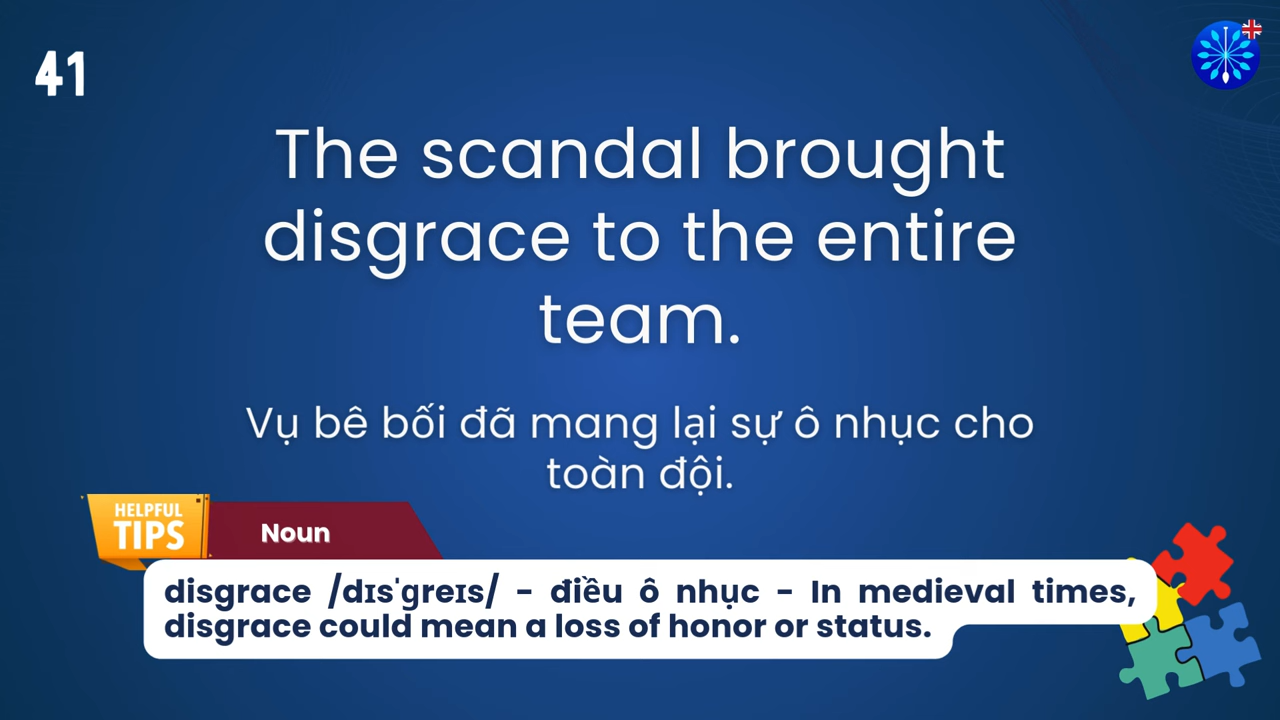 41
The scandal brought
disgrace to the entire
team.
Vụ bê bối đã mang lại sự ô nhục cho
toàn đội.
HELPFUL
TIPS
Noun
disgrace /dɪsˈɡreɪs/ - điều ô nhục - In medieval times,
disgrace could mean a loss of honor or status.